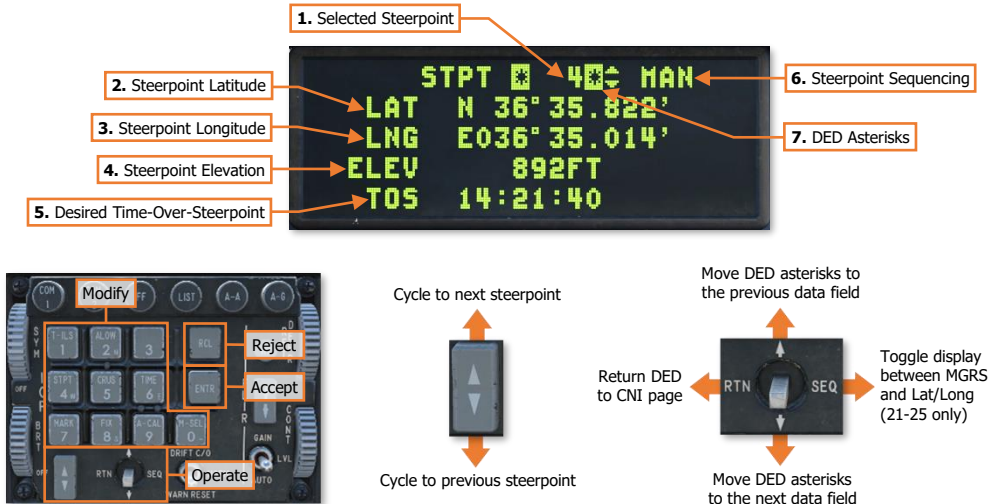 1. Selected Steerpoint
STPT * 4* MAN
LAT N 36° 35.822'
LNG E036° 35.014'
ELEV 892FT
TOS 14:21:40
2. Steerpoint Latitude
3. Steerpoint Longitude
4. Steerpoint Elevation
5. Desired Time-Over-Steerpoint
6. Steerpoint Sequencing
7. DED Asterisks
COM
1
FF
LIST
A-A
A-G
Modify
T-ILS
1
ALOW
2 N
3
RCL
Reject
STPT
4 W
CRUS
5
TIME
6 E
ENTR
Accept
MARK
7
FIX
8 S
A-CAL
9
M-SEL
0 -
SYM
ICP
BRT
OFF
CONT
GAIN
LVL
AUTO
DRIFT C/O
WARN RESET
RTN
SEQ
Operate
OFF
Cycle to next steerpoint
Cycle to previous steerpoint
Move DED asterisks to
the previous data field
Return DED
to CNI page
RTN
SEQ
Toggle display
between MGRS
and Lat/Long
(21-25 only)
Move DED asterisks
to the next data field